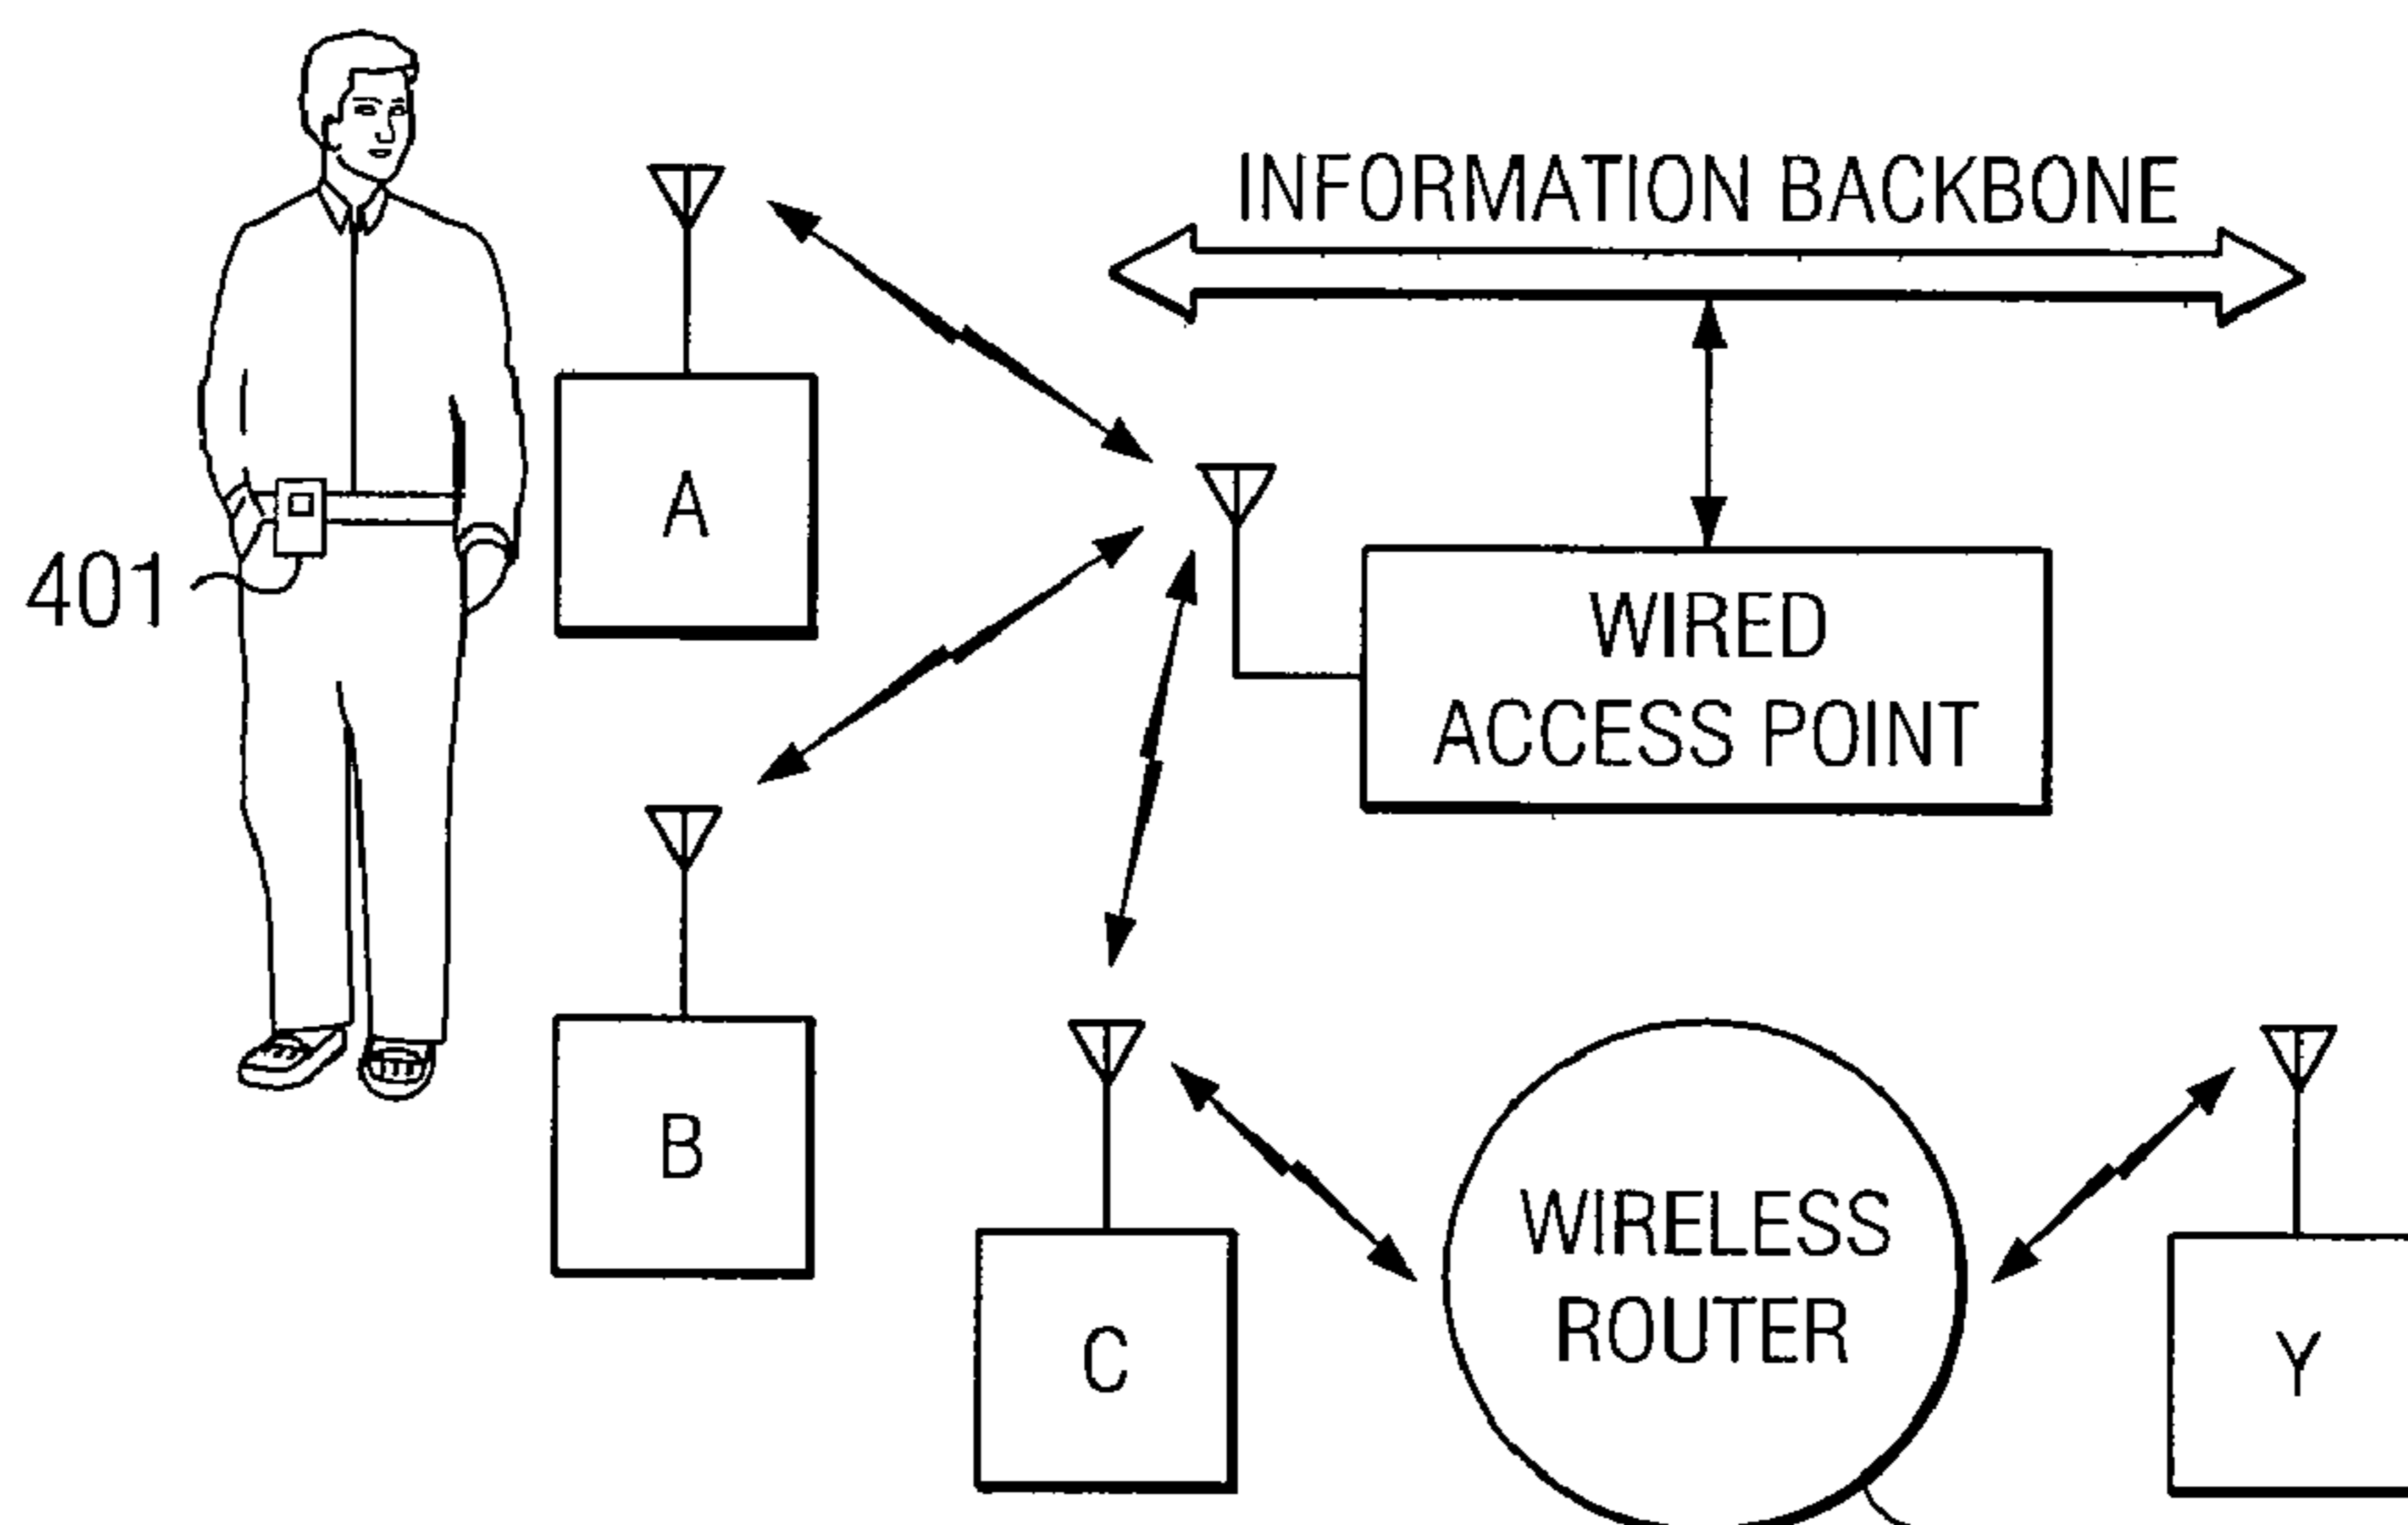 INFORMATION BACKBONE
A
401
WIRED
ACCESS POINT
B
WIRELESS
ROUTER
C
Y